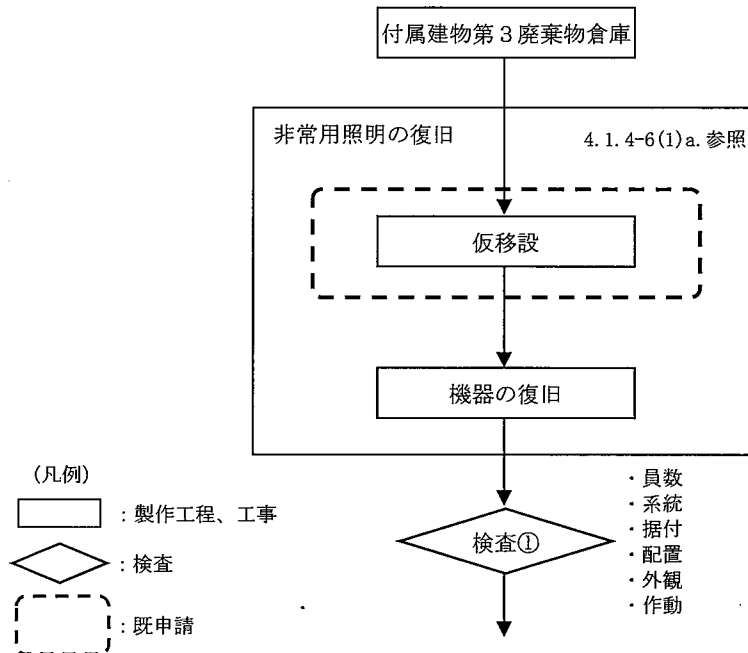 付属建物第3廃棄物倉庫
非常用照明の復旧
4.1.4-6(1)a.参照
仮移設
機器の復旧
検査①
・員数
・系統
・据付
・配置
・外観
・作動
(凡例)
：製作工程、工事
：検査
：既申請